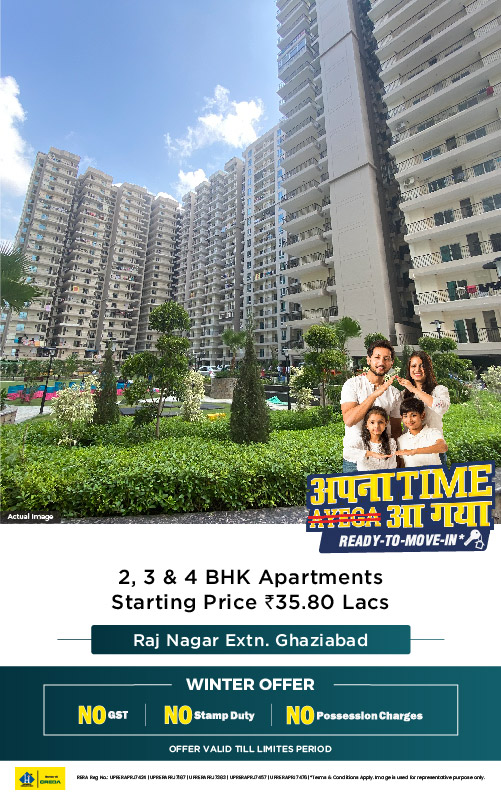 Actual Image
अपना TIME
AYEGA आ गया
READY-TO-MOVE-IN*
2, 3 & 4 BHK Apartments
Starting Price ₹35.80 Lacs
Raj Nagar Extn. Ghaziabad
WINTER OFFER
NO GST
NO Stamp Duty
NO Possession Charges
OFFER VALID TILL LIMITES PERIOD
CREDAI
*Terms & Conditions Apply. Image is used for representative purpose only.